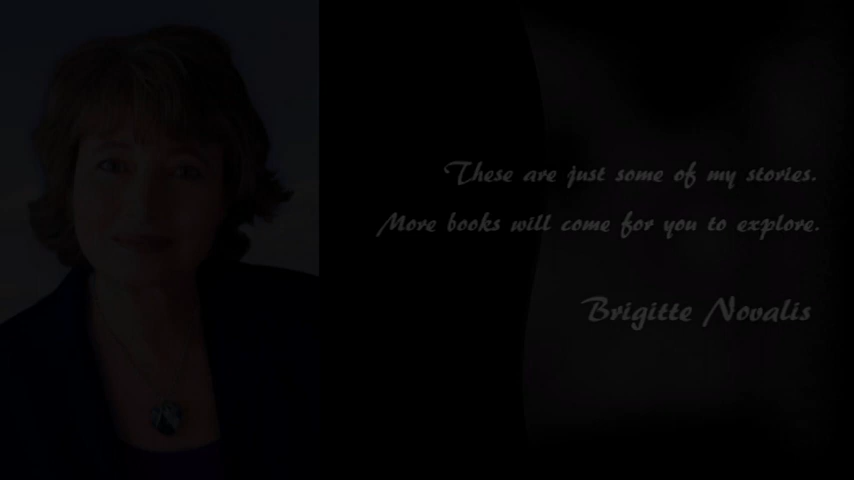 These are just some of my stories.
More books will come for you to explore.
Brigitte Novalis